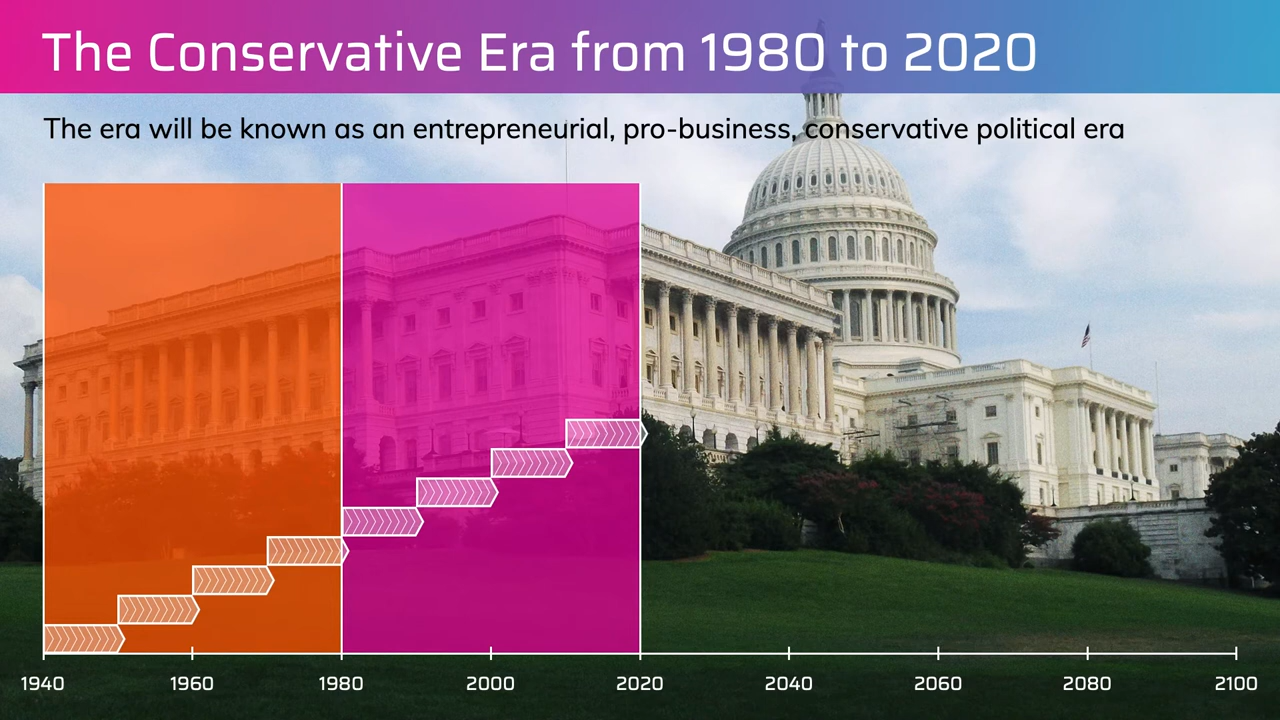 The Conservative Era from 1980 to 2020
The era will be known as an entrepreneurial, pro-business, conservative political era
1940 1960 1980 2000 2020 2040 2060 2080 2100